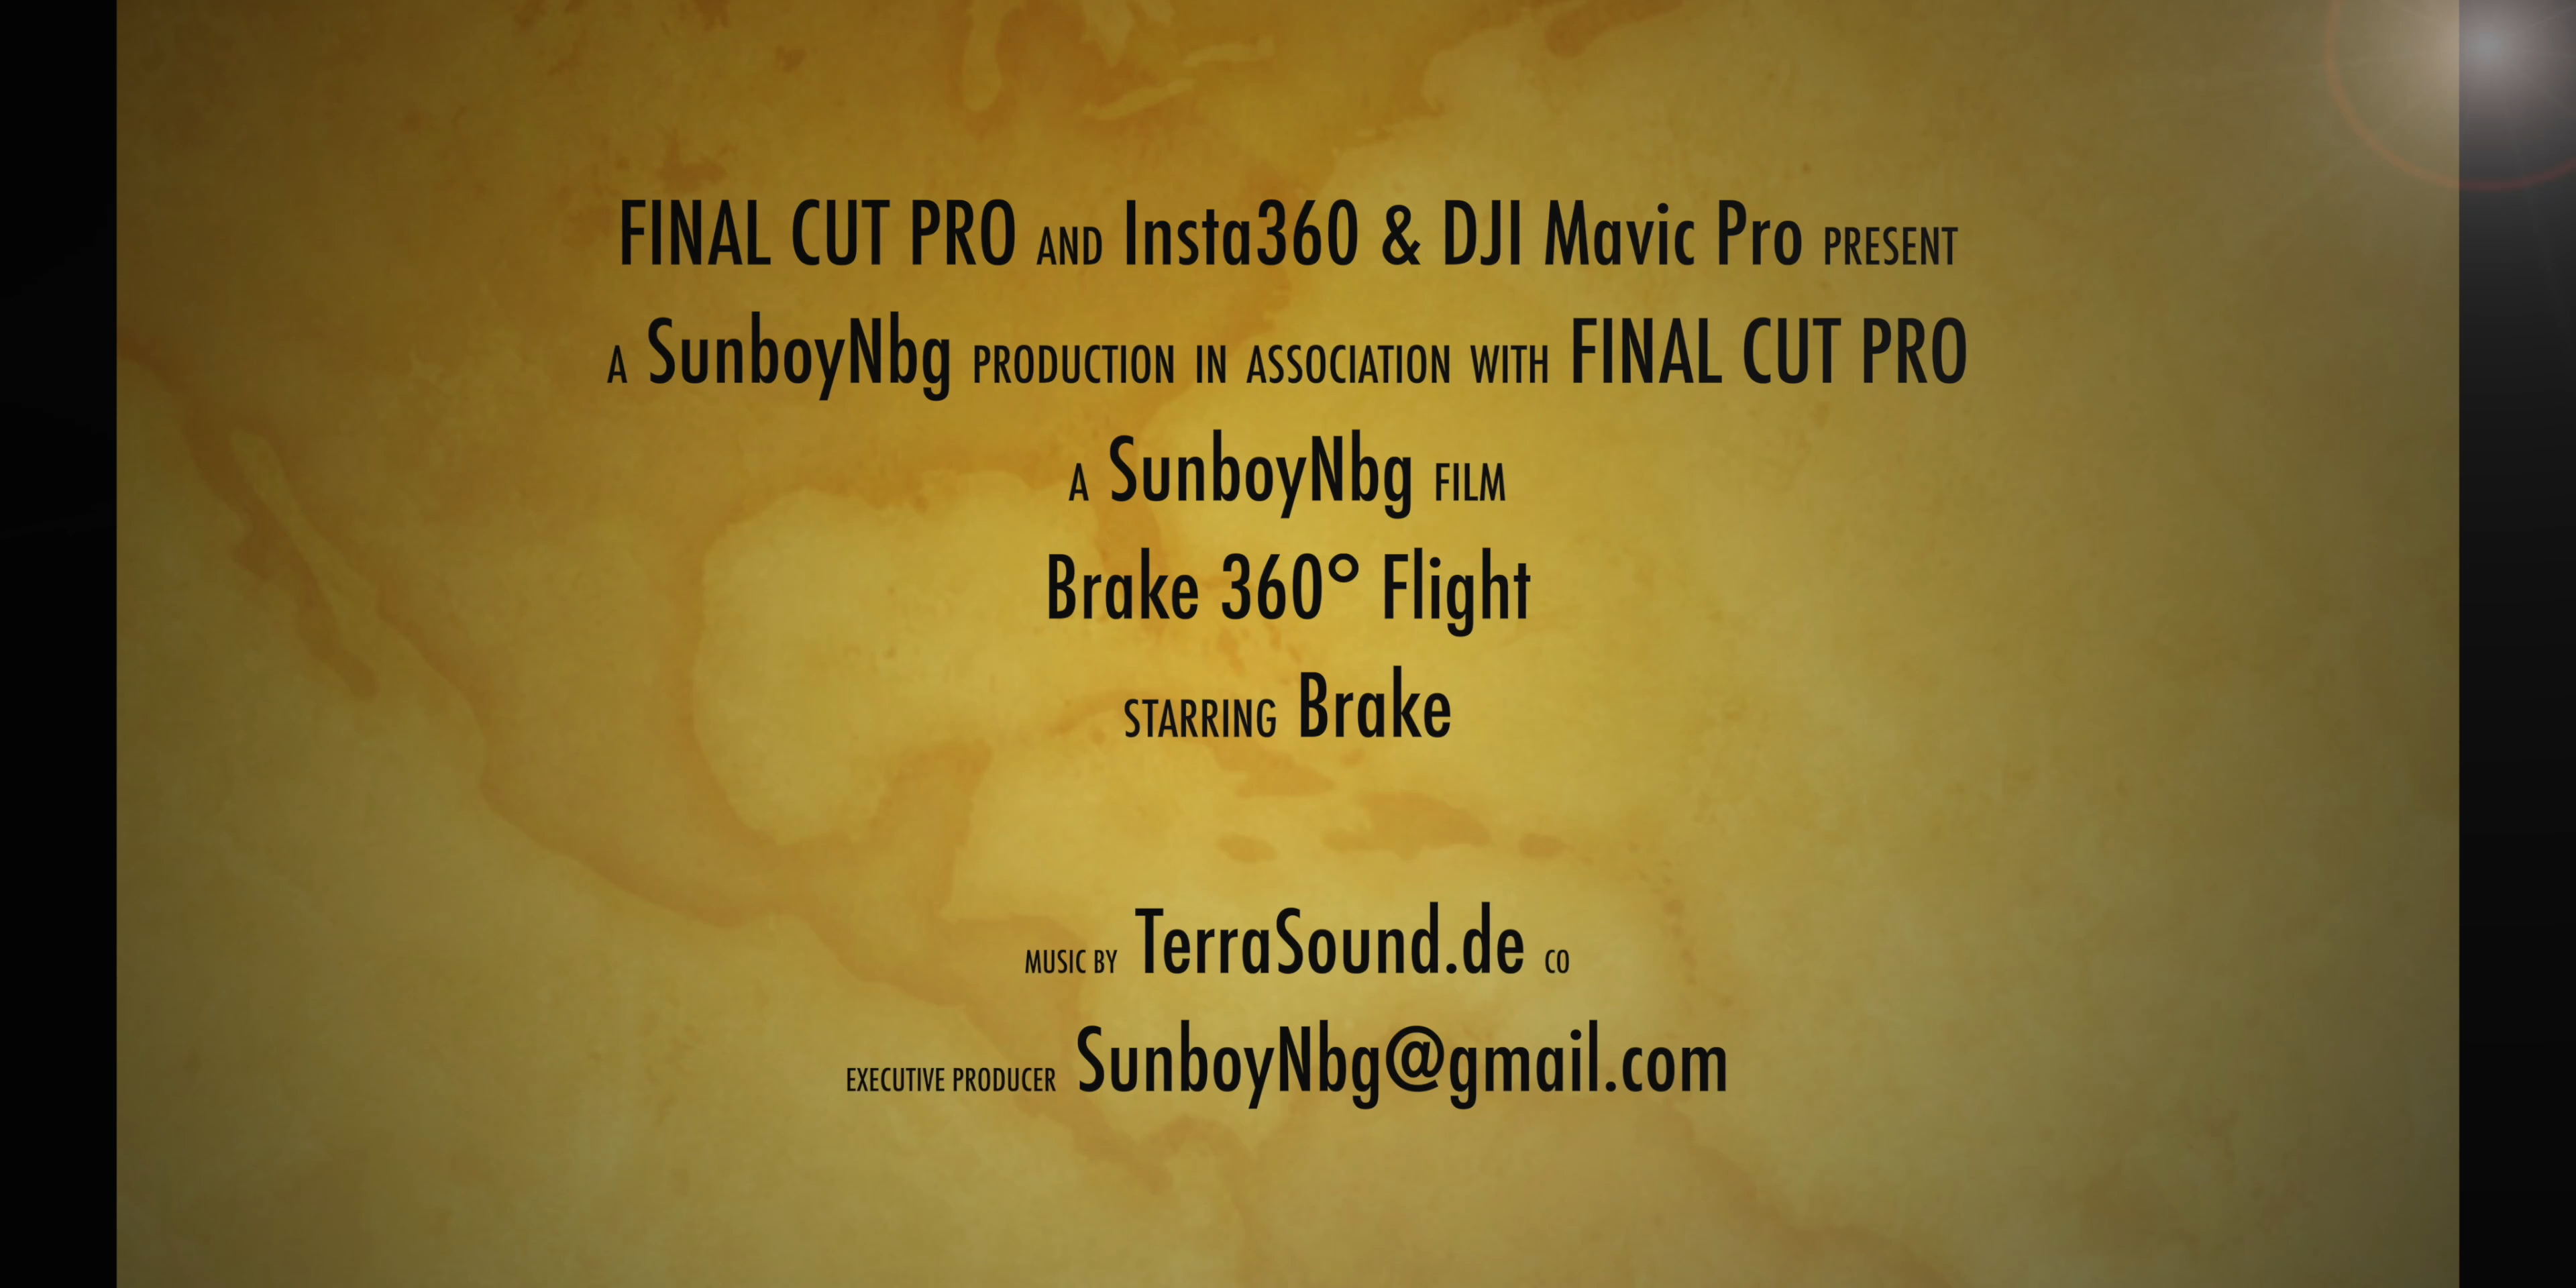 FINAL CUT PRO AND Insta360 & DJI Mavic Pro PRESENT
A SunboyNbg PRODUCTION IN ASSOCIATION WITH FINAL CUT PRO
A SunboyNbg FILM
Brake 360° Flight
STARRING Brake
MUSIC BY TerraSound.de CO
EXECUTIVE PRODUCER SunboyNbg@gmail.com